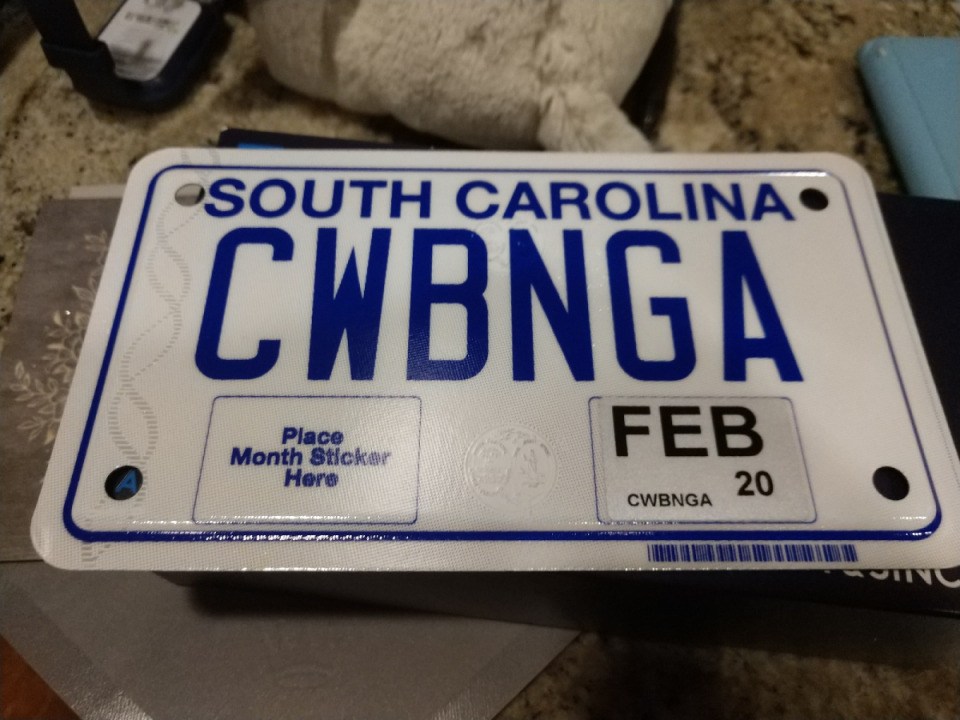 SOUTH CAROLINA
CWBNGA
Place
Month Sticker
Here
FEB
20
CWBNGA
A